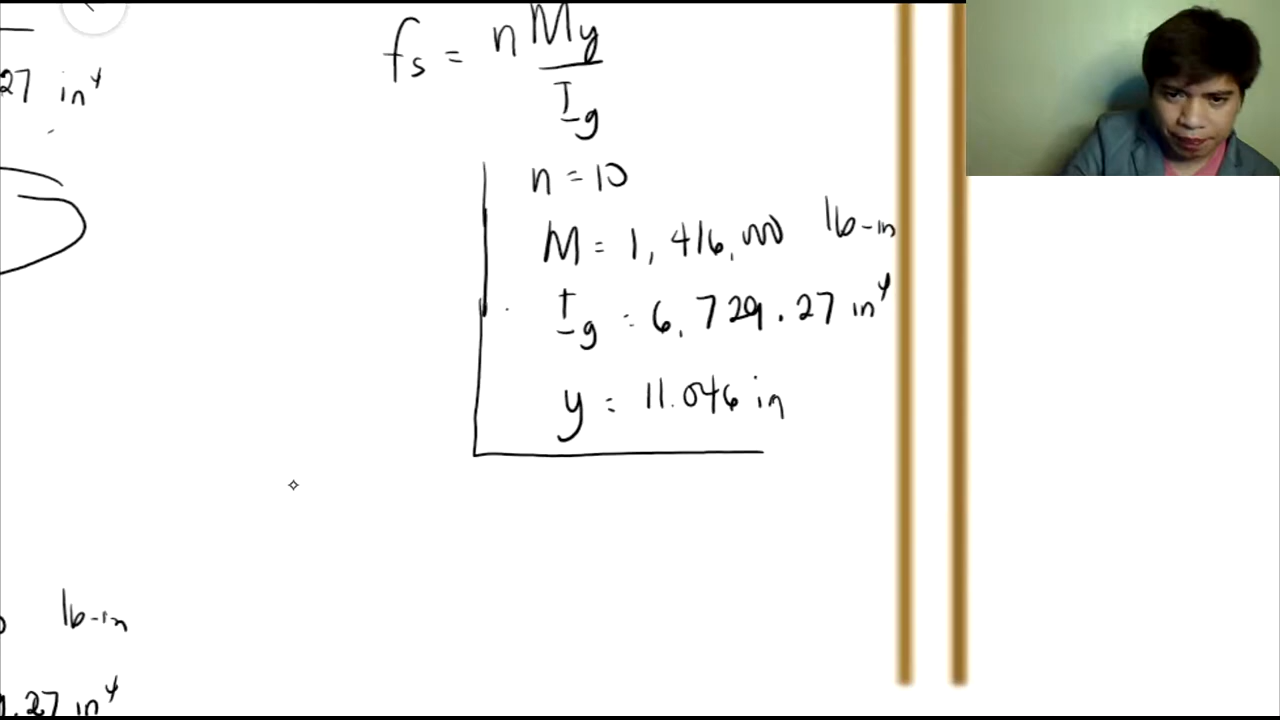 27 in⁴
fs = n My / Ig
n = 10
M = 1,416,000 lb-in
Ig = 6,729.27 in⁴
y = 11.046 in
lb-in
.27 in⁴